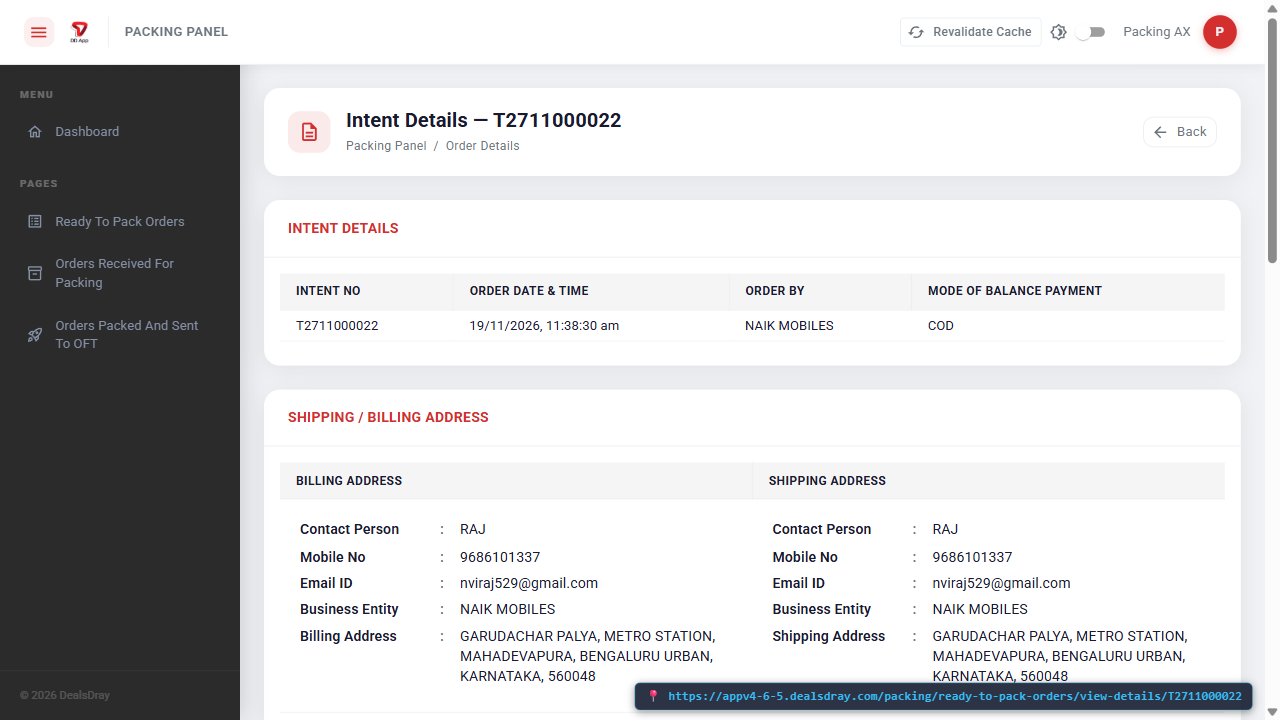 DD App
PACKING PANEL
Revalidate Cache
Packing AX
P
MENU
Dashboard
PAGES
Ready To Pack Orders
Orders Received For
Packing
Orders Packed And Sent
To OFT
© 2026 DealsDray
Intent Details — T2711000022
Packing Panel / Order Details
Back
INTENT DETAILS
INTENT NO ORDER DATE & TIME ORDER BY MODE OF BALANCE PAYMENT
T2711000022 19/11/2026, 11:38:30 am NAIK MOBILES COD
SHIPPING / BILLING ADDRESS
BILLING ADDRESS SHIPPING ADDRESS
Contact Person : RAJ Contact Person : RAJ
Mobile No : 9686101337 Mobile No : 9686101337
Email ID : nviraj529@gmail.com Email ID : nviraj529@gmail.com
Business Entity : NAIK MOBILES Business Entity : NAIK MOBILES
Billing Address : GARUDACHAR PALYA, METRO STATION, Shipping Address : GARUDACHAR PALYA, METRO STATION,
MAHADEVAPURA, BENGALURU URBAN, MAHADEVAPURA, BENGALURU URBAN,
KARNATAKA, 560048 KARNATAKA, 560048
https://appv4-6-5.dealsdray.com/packing/ready-to-pack-orders/view-details/T2711000022